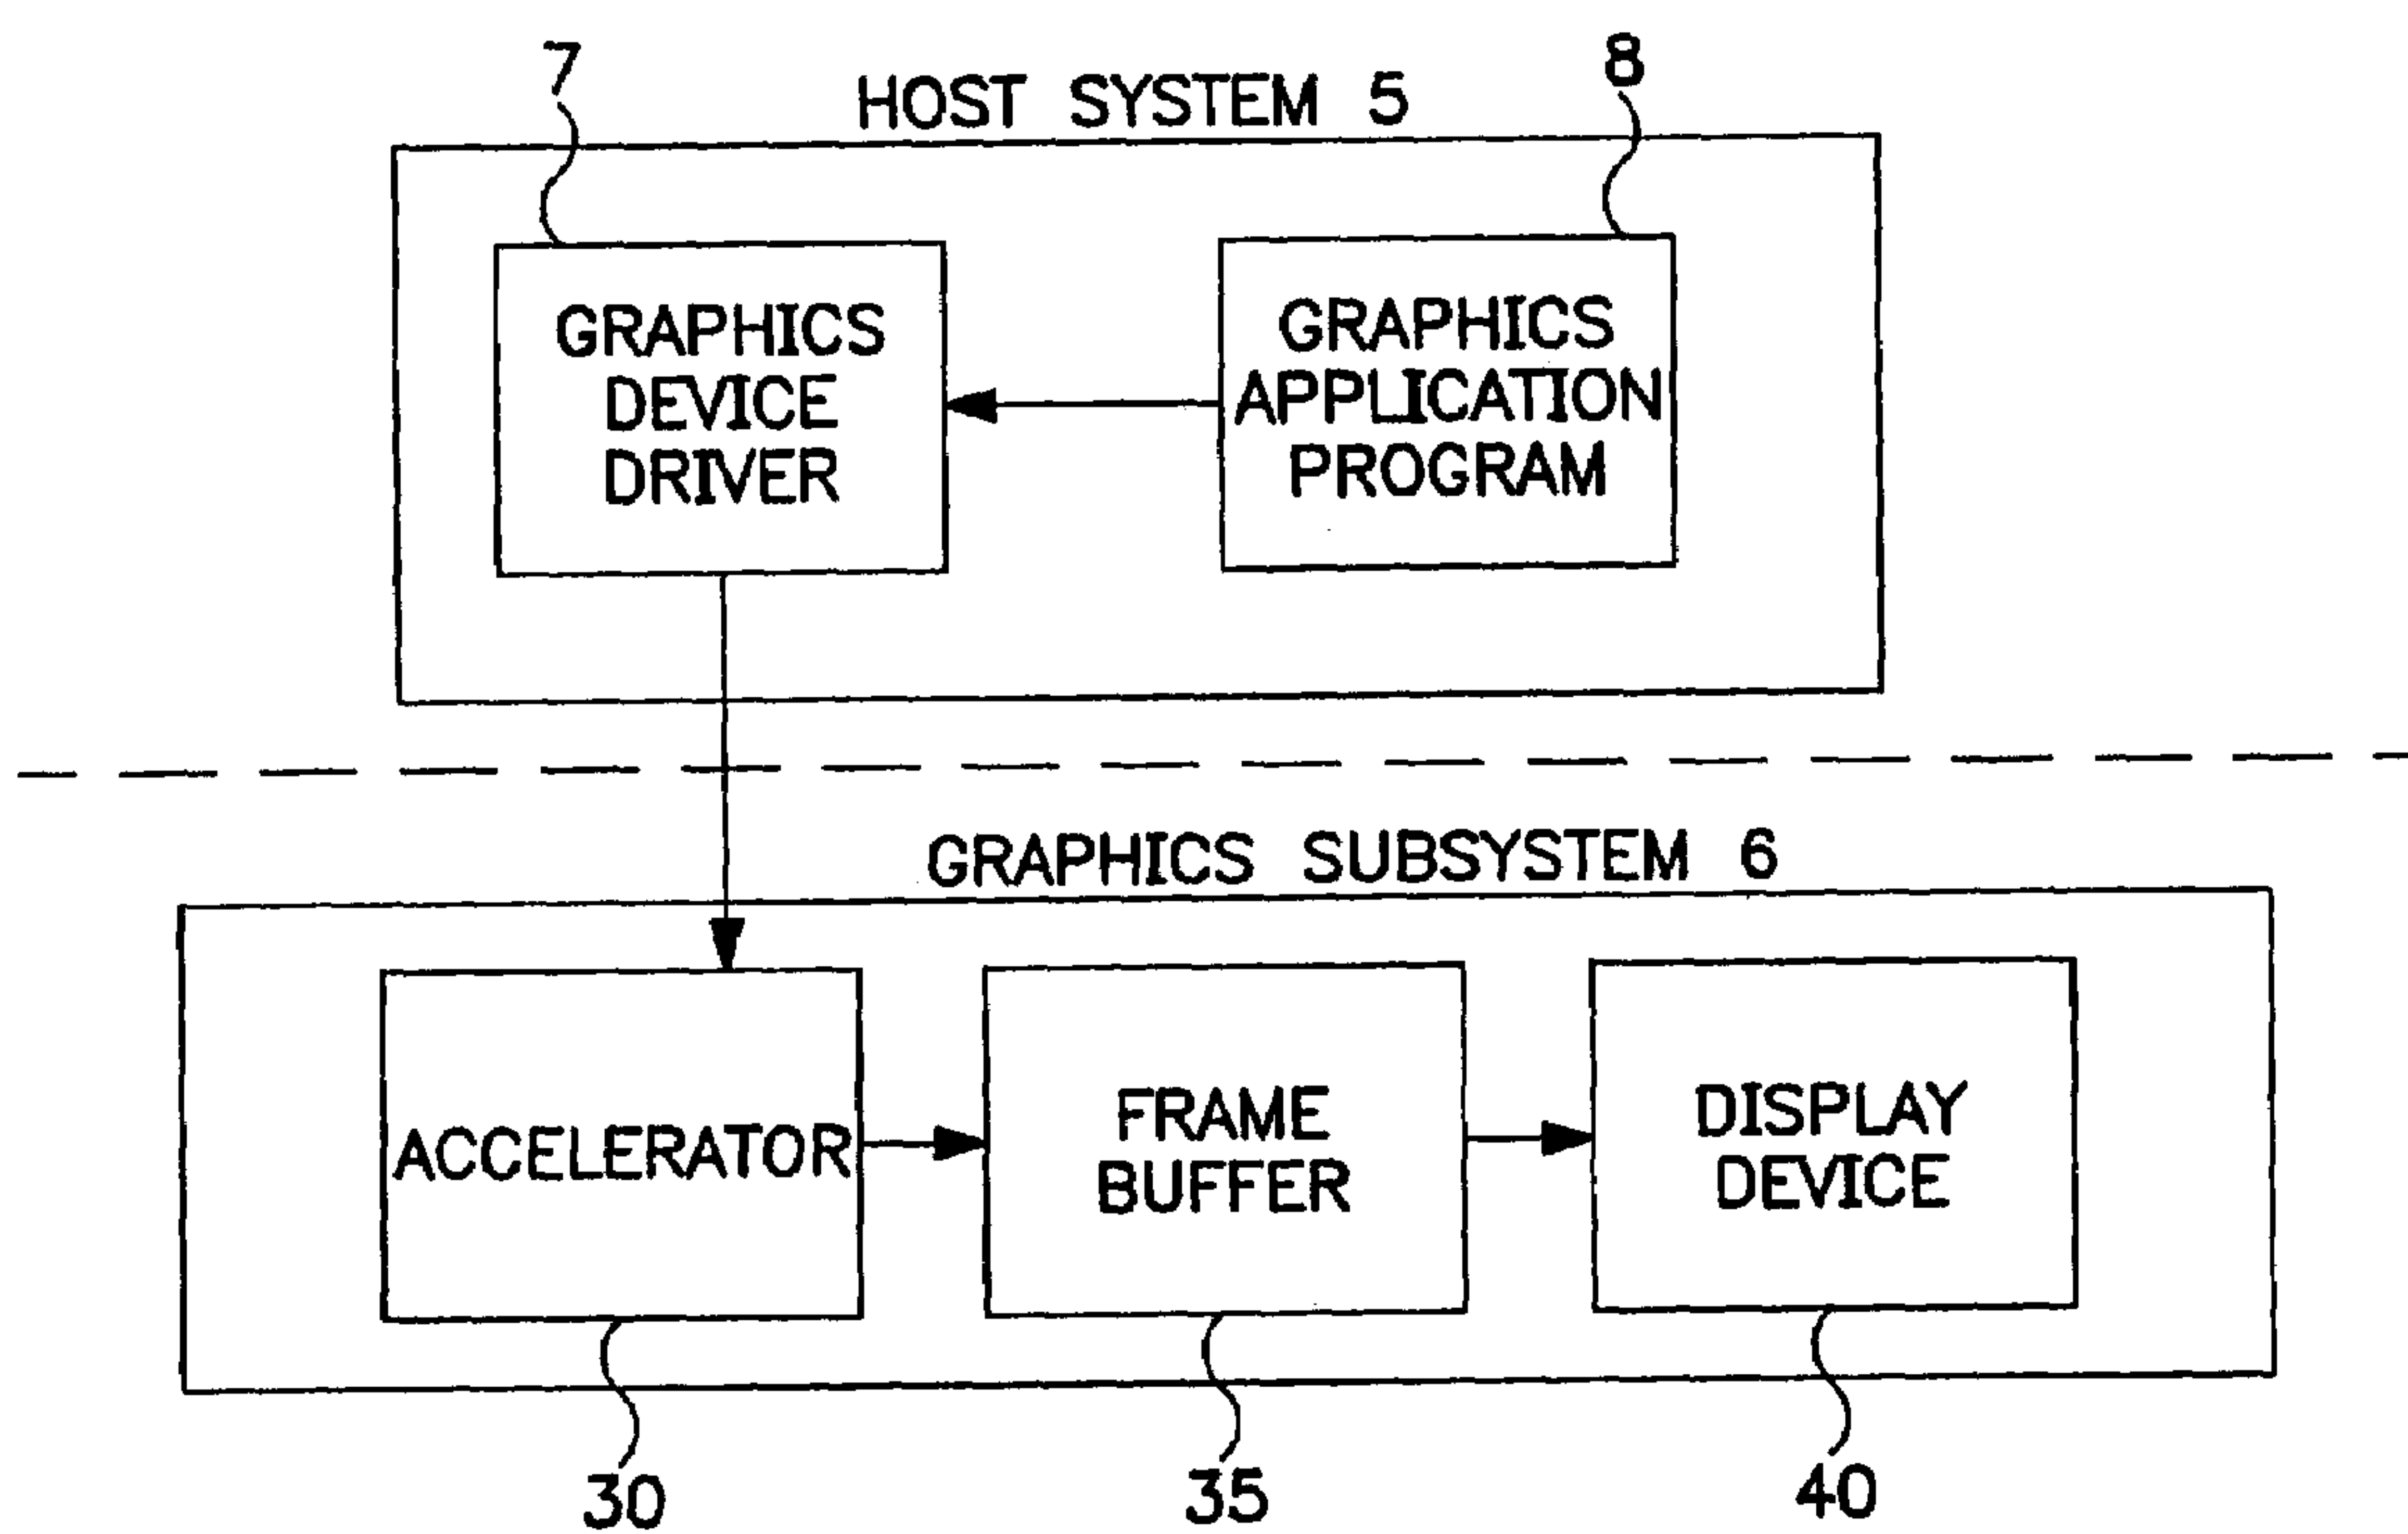 7
HOST SYSTEM 5
8
GRAPHICS
DEVICE
DRIVER
GRAPHICS
APPLICATION
PROGRAM
GRAPHICS SUBSYSTEM 6
ACCELERATOR
FRAME
BUFFER
DISPLAY
DEVICE
30
35
40